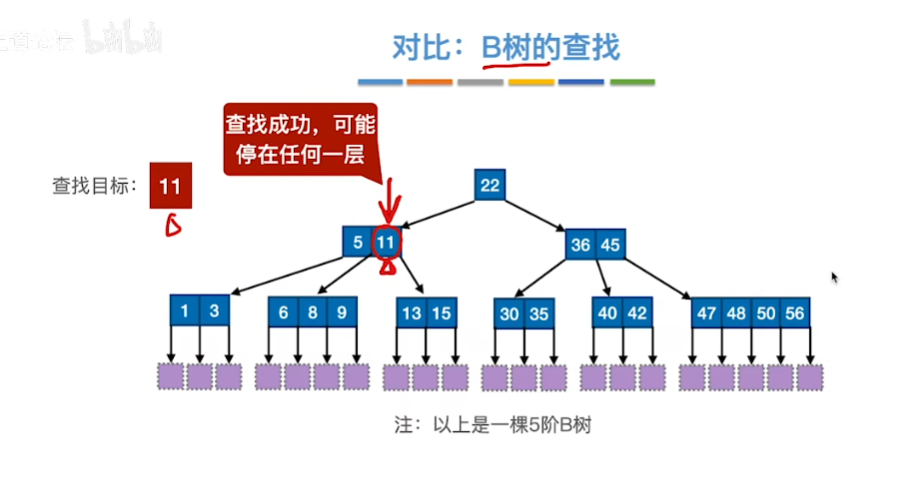 对比：B树的查找
查找成功，可能
停在任何一层
查找目标：
11
22
5 11
36 45
1 3
6 8 9
13 15
30 35
40 42
47 48 50 56
注：以上是一棵5阶B树